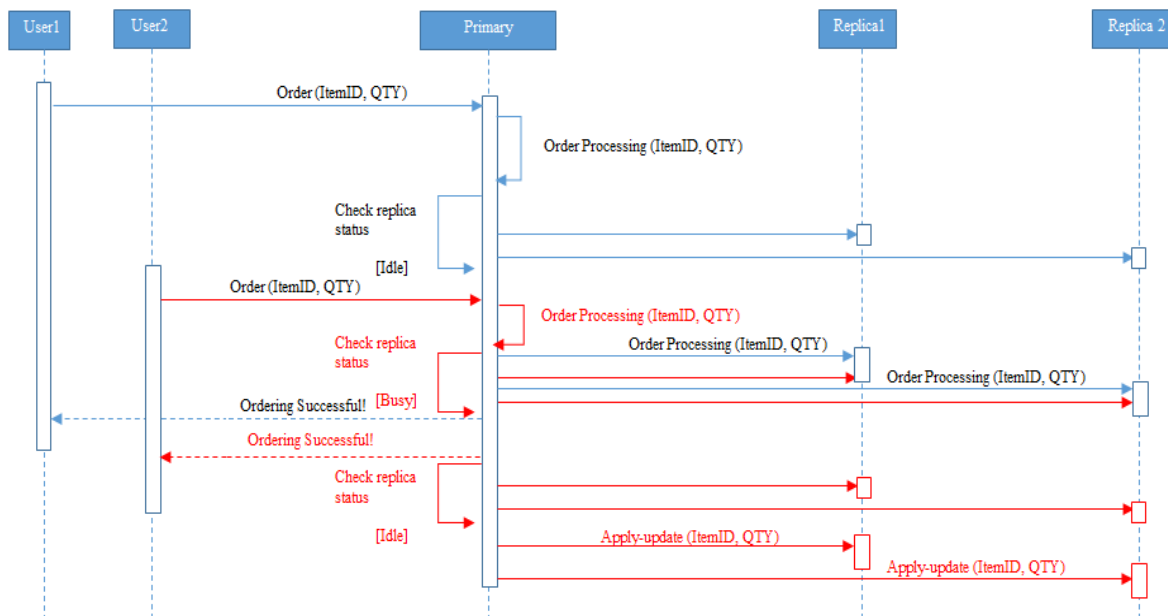 User1
User2
Primary
Replica1
Replica 2
Order (ItemID, QTY)
Order Processing (ItemID, QTY)
Check replica
status
[Idle]
Order (ItemID, QTY)
Order Processing (ItemID, QTY)
Check replica
status
Order Processing (ItemID, QTY)
Order Processing (ItemID, QTY)
[Busy]
Ordering Successful!
Ordering Successful!
Check replica
status
[Idle]
Apply-update (ItemID, QTY)
Apply-update (ItemID, QTY)